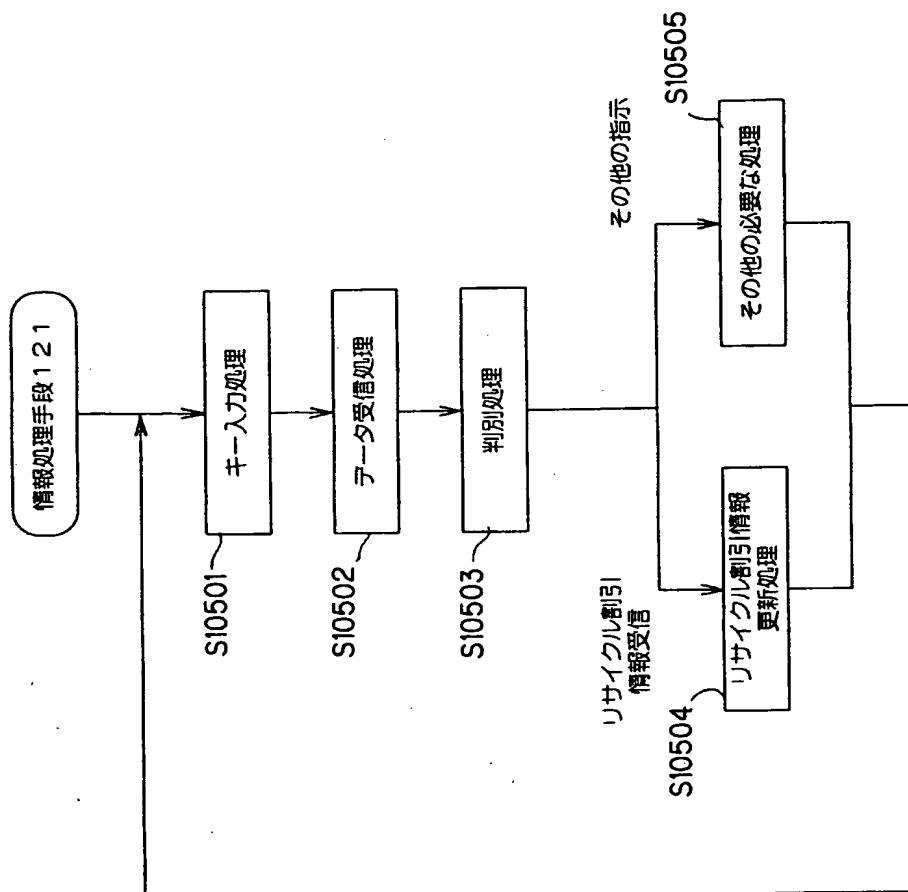 情報処理手段１２１
キー入力処理
S10501
データ受信処理
S10502
判別処理
S10503
リサイクル割引
情報受信
その他の指示
リサイクル割引情報
更新処理
S10504
その他の必要な処理
S10505